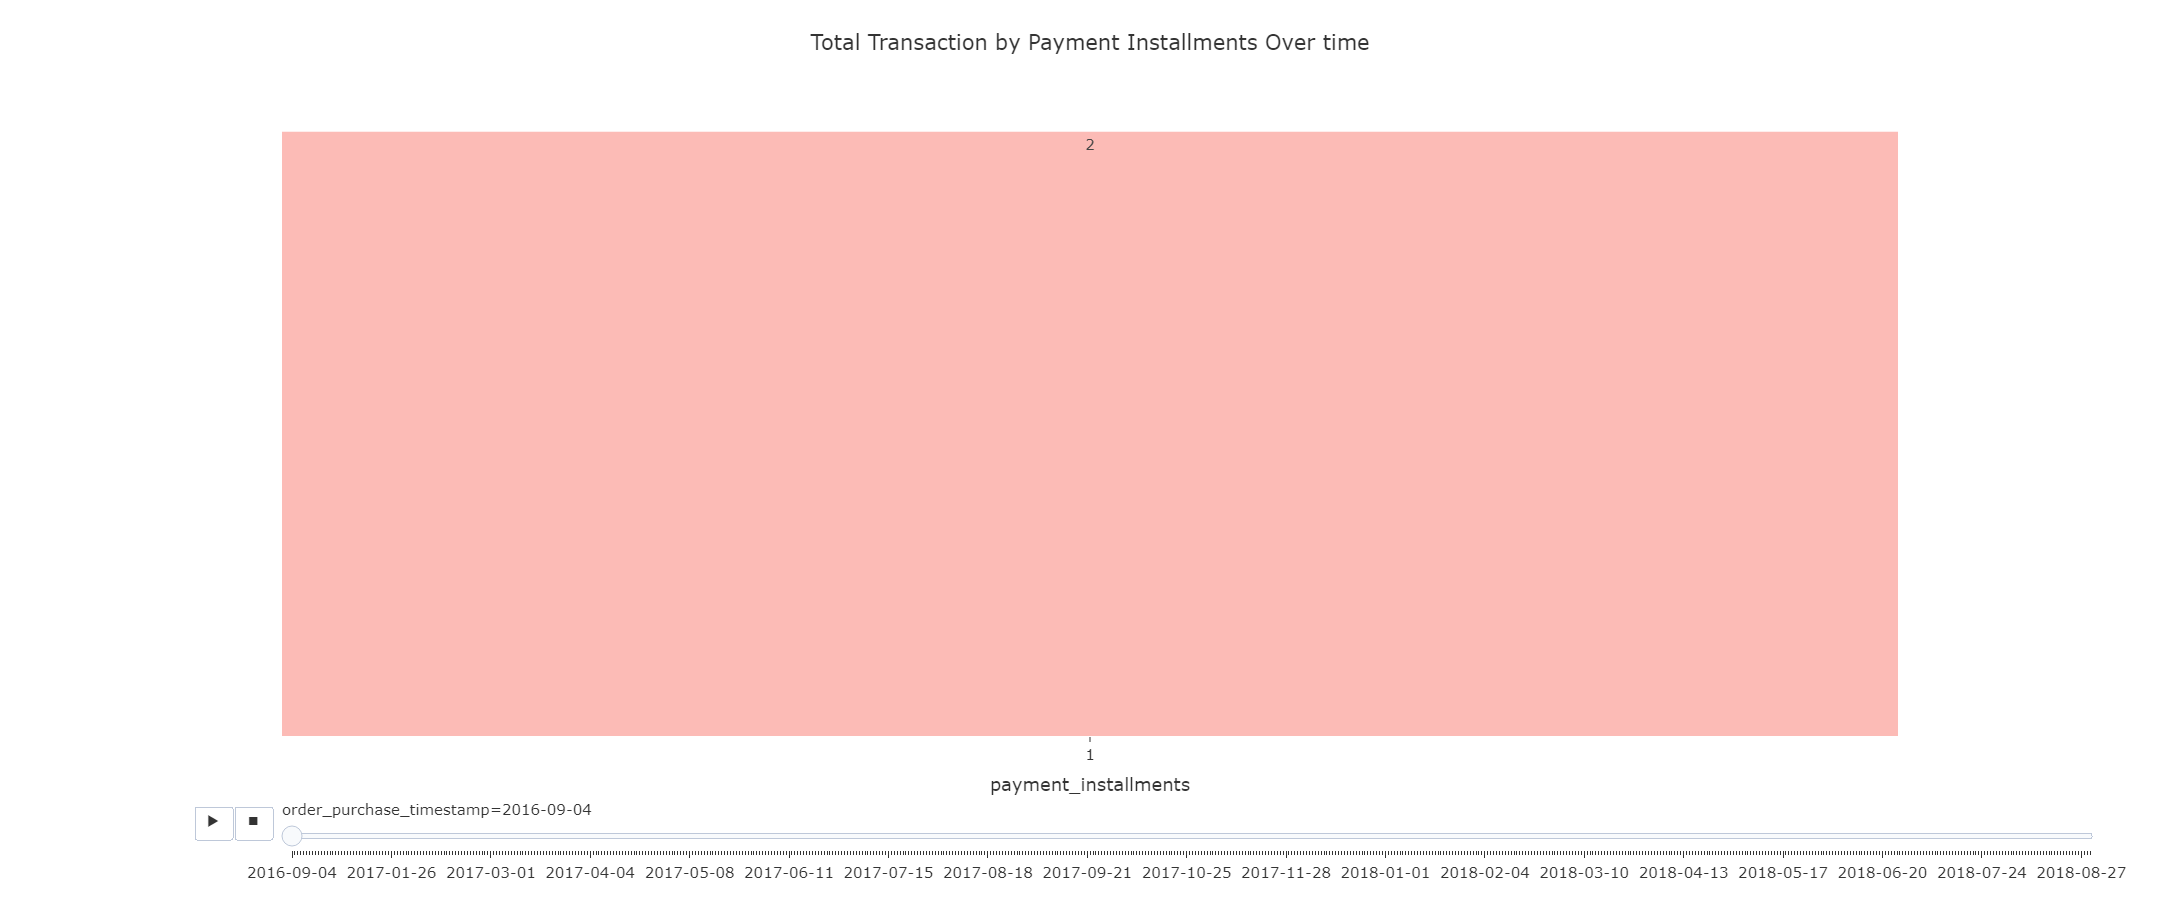 Total Transaction by Payment Installments Over time
2
1
payment_installments
order_purchase_timestamp=2016-09-04
2016-09-04 2017-01-26 2017-03-01 2017-04-04 2017-05-08 2017-06-11 2017-07-15 2017-08-18 2017-09-21 2017-10-25 2017-11-28 2018-01-01 2018-02-04 2018-03-10 2018-04-13 2018-05-17 2018-06-20 2018-07-24 2018-08-27